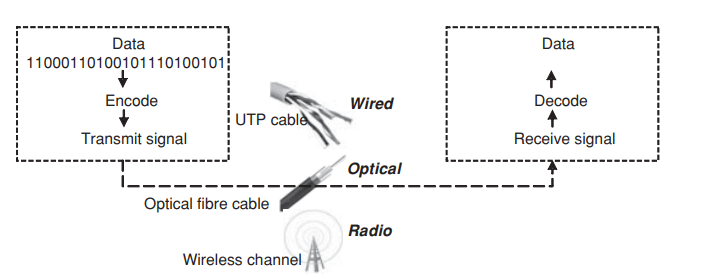 Data
11000110100101110100101
Encode
Transmit signal
UTP cable
Wired
Optical
Optical fibre cable
Radio
Wireless channel
Data
Decode
Receive signal